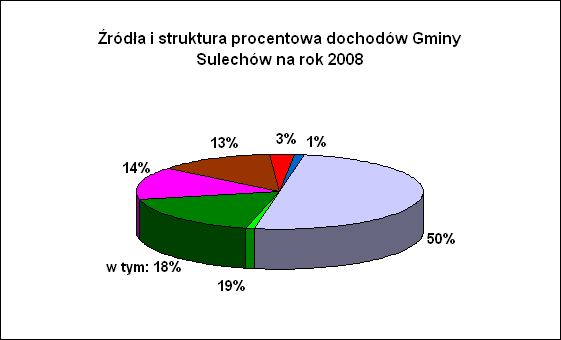 Źródła i struktura procentowa dochodów Gminy
Sulechów na rok 2008
13%
3%
1%
14%
50%
w tym: 18%
19%